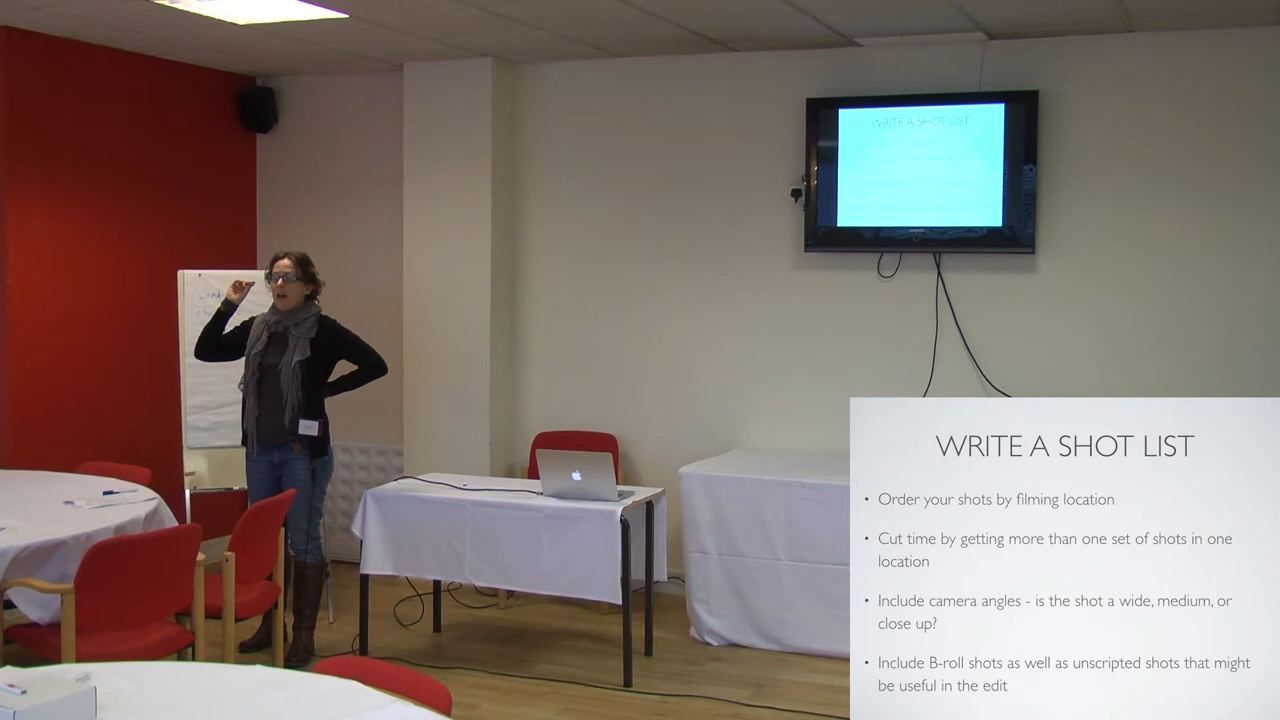 WRITE A SHOT LIST
WRITE A SHOT LIST
• Order your shots by filming location
• Cut time by getting more than one set of shots in one
location
• Include camera angles - is the shot a wide, medium, or
close up?
• Include B-roll shots as well as unscripted shots that might
be useful in the edit